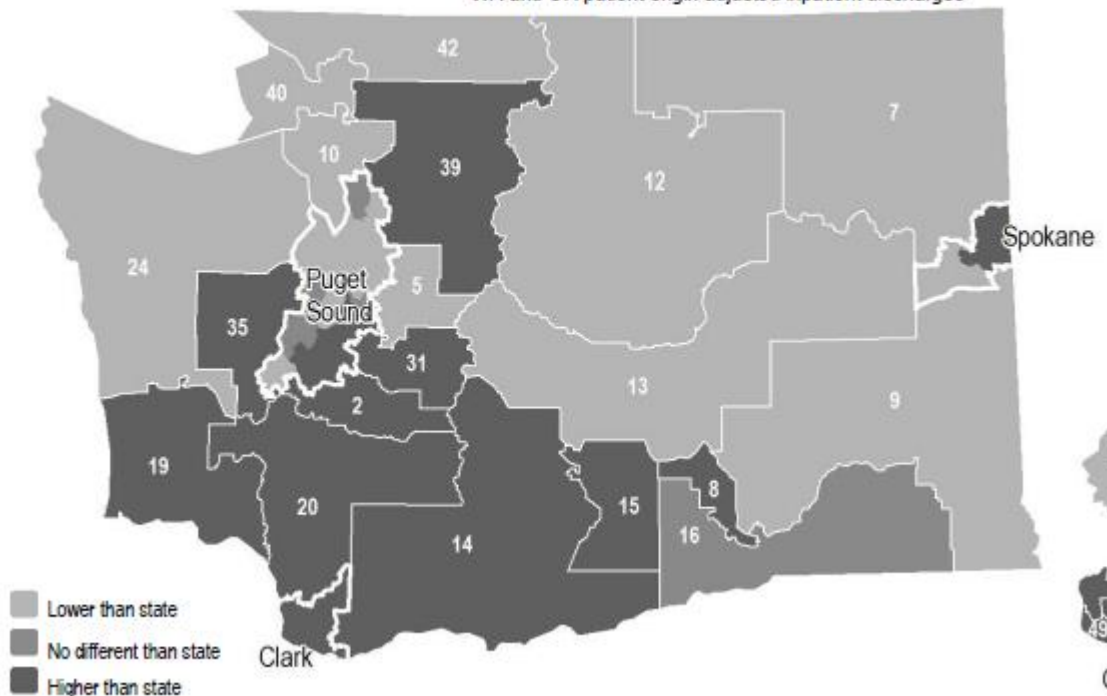 42
40
7
10
39
12
Spokane
24
5
Puget
Sound
35
31
13
2
9
19
8
20
15
16
14
Lower than state
No different than state
Clark
Higher than state
49